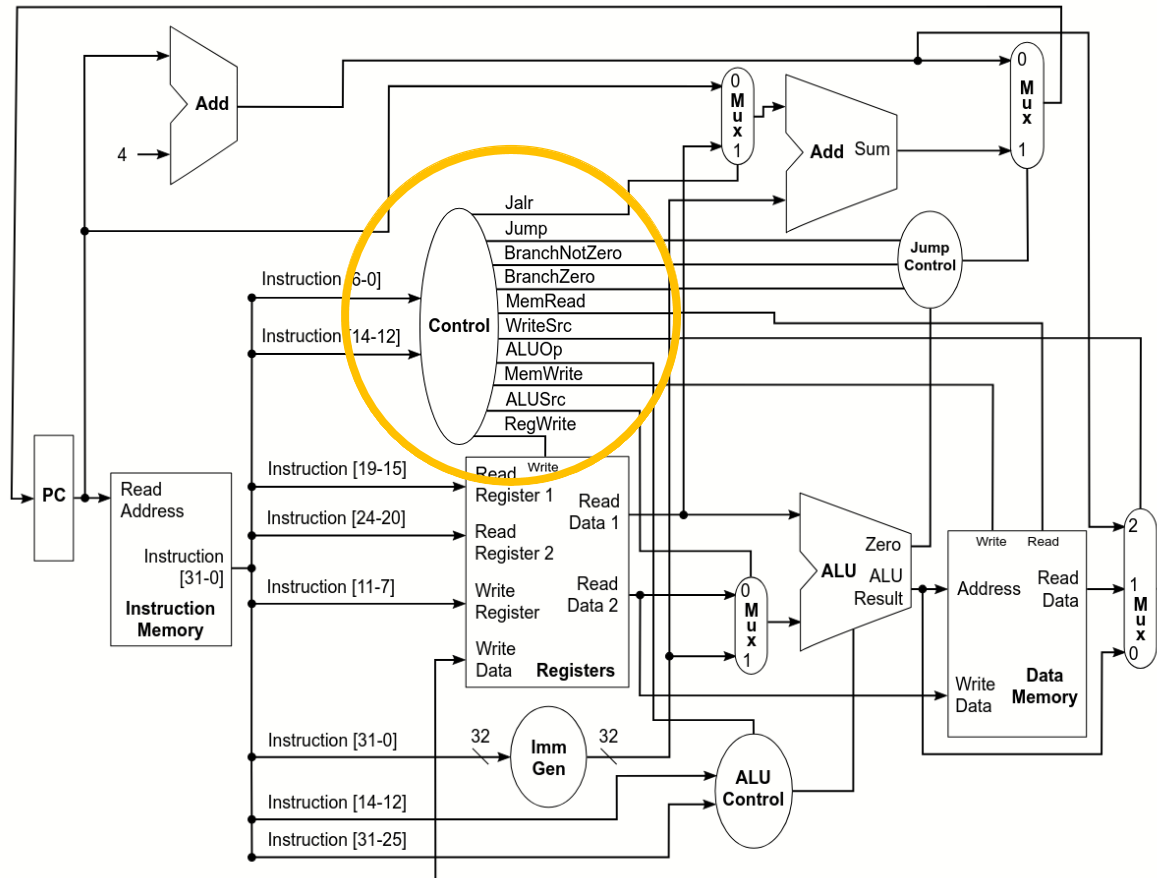 Add
4
0
Mux
1
Add Sum
0
Mux
1
Jalr
Jump
BranchNotZero
BranchZero
MemRead
WriteSrc
ALUOp
MemWrite
ALUSrc
RegWrite
Control
Jump
Control
Instruction [6-0]
Instruction [14-12]
PC
Read
Address
Instruction
[31-0]
Instruction
Memory
Instruction [19-15]
Instruction [24-20]
Instruction [11-7]
Write
Read
Register 1
Read
Register 2
Write
Register
Write
Data
Read
Data 1
Read
Data 2
Registers
0
Mux
1
Zero
ALU
ALU
Result
Write
Read
Address
Read
Data
Write
Data
Data
Memory
2
1
Mux
0
Instruction [31-0]
32
Imm
Gen
32
Instruction [14-12]
Instruction [31-25]
ALU
Control